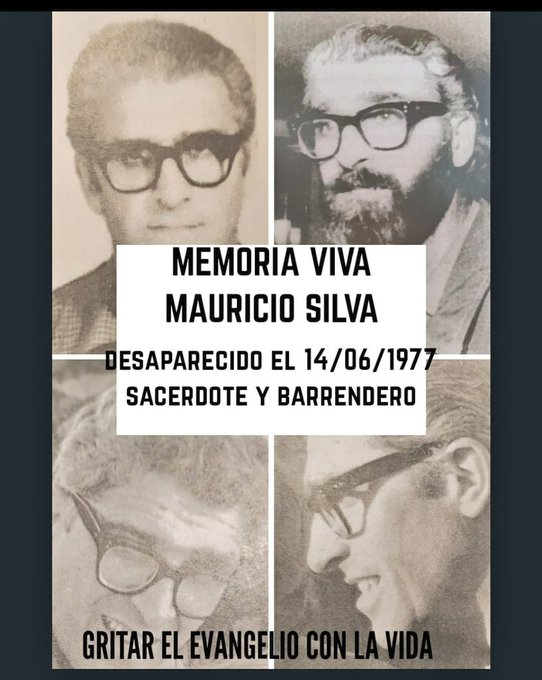 MEMORIA VIVA
MAURICIO SILVA
DESAPARECIDO EL 14/06/1977
SACERDOTE Y BARRENDERO
GRITAR EL EVANGELIO CON LA VIDA